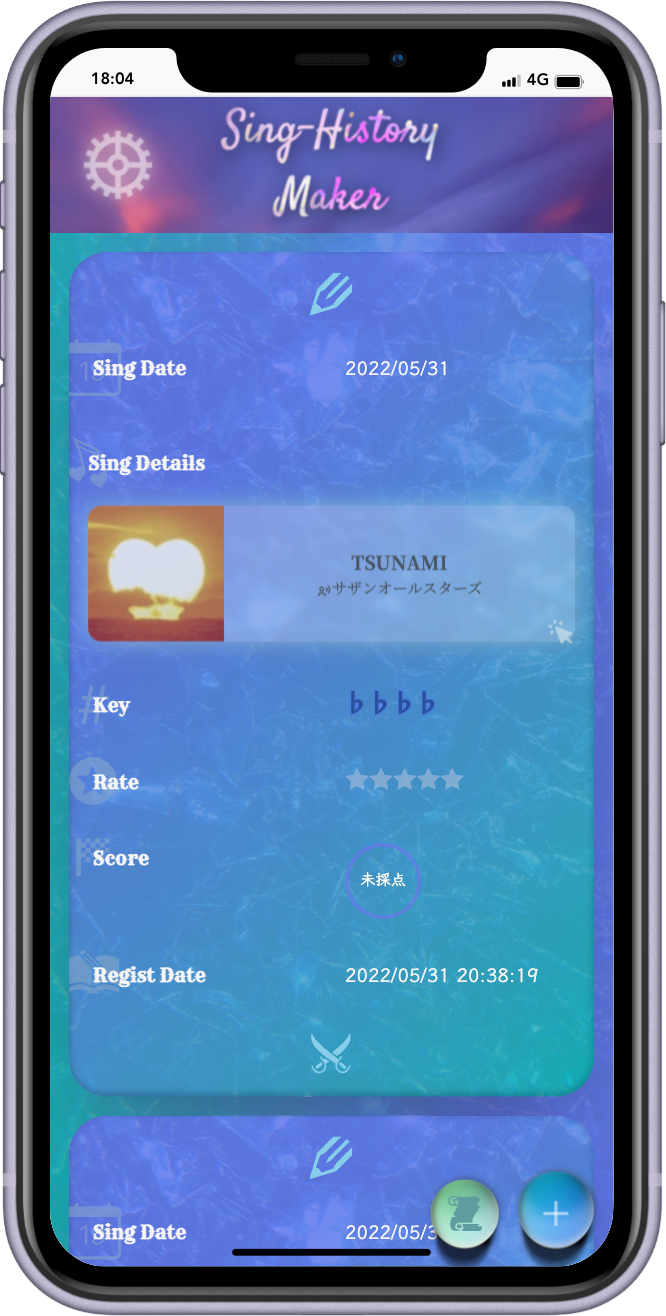 18:04
4G
Sing-History
Maker
Sing Date 2022/05/31
Sing Details
TSUNAMI
サザンオールスターズ
Key ♭♭♭♭
Rate ★★★★★
Score
未採点
Regist Date 2022/05/31 20:38:19
Sing Date 2022/05/3